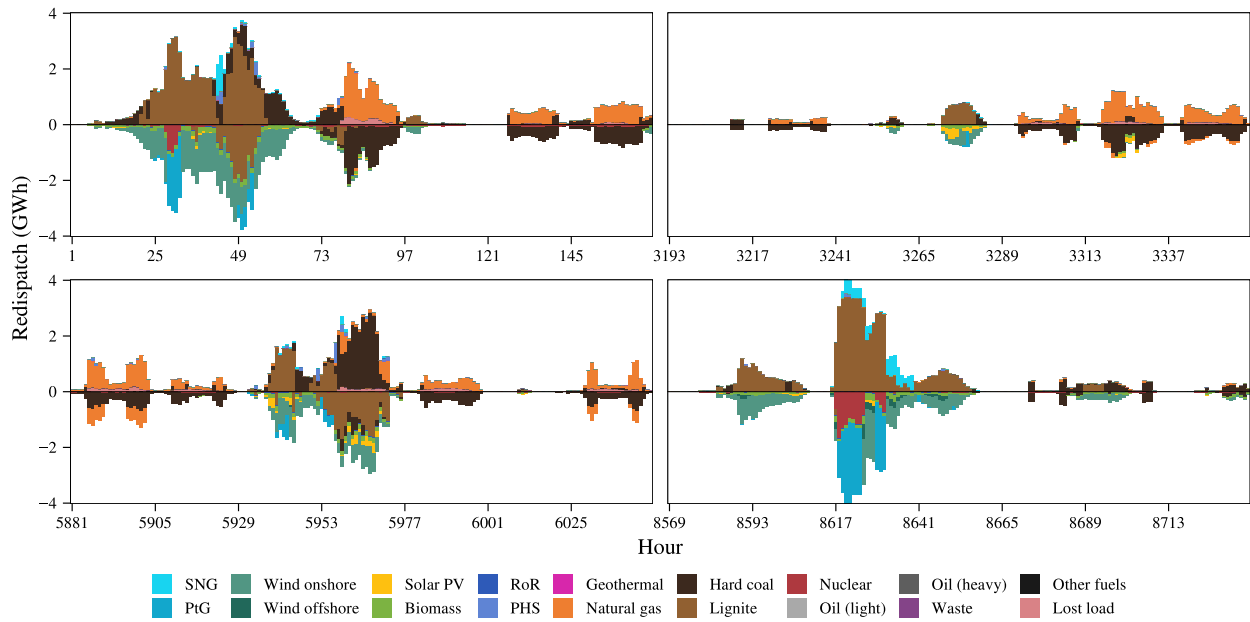 4
2
0
−2
−4
1 25 49 73 97 121 145
3193 3217 3241 3265 3289 3313 3337
4
2
0
−2
−4
5881 5905 5929 5953 5977 6001 6025
8569 8593 8617 8641 8665 8689 8713
Redispatch (GWh)
Hour
SNG Wind onshore Solar PV RoR Geothermal Hard coal Nuclear Oil (heavy) Other fuels
PtG Wind offshore Biomass PHS Natural gas Lignite Oil (light) Waste Lost load